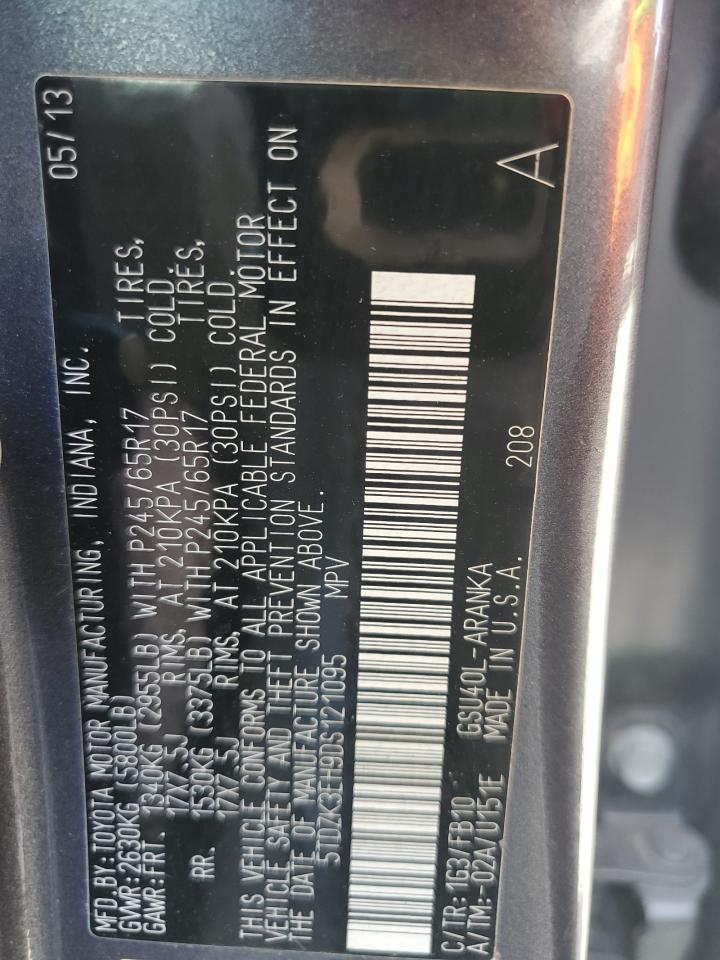 MFD. BY: TOYOTA MOTOR MANUFACTURING, INDIANA, INC. 05/13
GVWR: 2630KG (5800LB)
GAWR: FRT. 1340KG (2955LB) WITH P245/65R17 TIRES,
17X7.5J RIMS, AT 210KPA (30PSI) COLD.
RR. 1530KG (3375LB) WITH P245/65R17 TIRES,
17X7.5J RIMS, AT 210KPA (30PSI) COLD.
THIS VEHICLE CONFORMS TO ALL APPLICABLE FEDERAL MOTOR
VEHICLE SAFETY AND THEFT PREVENTION STANDARDS IN EFFECT ON
THE DATE OF MANUFACTURE SHOWN ABOVE.
5TDZK3EH9DS121095 MPV
C/TR: 1G3/FB10 GSU40L-ARANKA 208
A/TM: -02A/U151E MADE IN U.S.A.
A